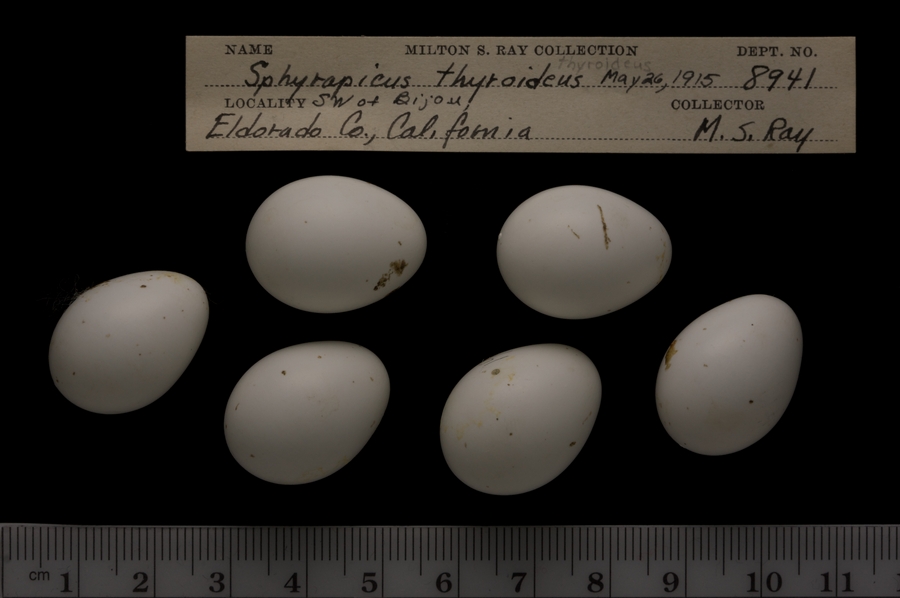 NAME MILTON S. RAY COLLECTION DEPT. NO.
thyroideus
Sphyrapicus thyroideus May 26, 1915 8941
LOCALITY SW of Bijou, COLLECTOR
Eldorado Co., California M. S. Ray
cm 1 2 3 4 5 6 7 8 9 10 11